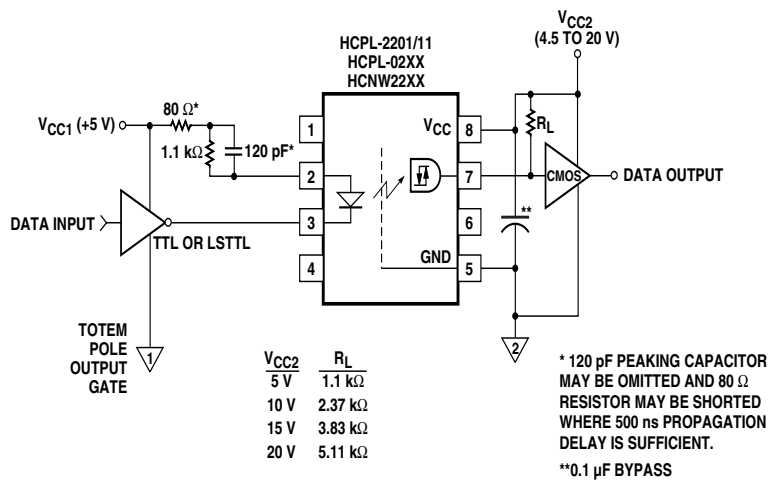 VCC2
(4.5 TO 20 V)
HCPL-2201/11
HCPL-02XX
HCNW22XX
80 Ω*
VCC1 (+5 V)
1.1 kΩ
120 pF*
1
2
3
4
VCC
8
7
6
GND
5
RL
CMOS
DATA OUTPUT
**
DATA INPUT
TTL OR LSTTL
TOTEM
POLE
OUTPUT
GATE
1
2
VCC2 RL
5 V 1.1 kΩ
10 V 2.37 kΩ
15 V 3.83 kΩ
20 V 5.11 kΩ
* 120 pF PEAKING CAPACITOR
MAY BE OMITTED AND 80 Ω
RESISTOR MAY BE SHORTED
WHERE 500 ns PROPAGATION
DELAY IS SUFFICIENT.
**0.1 µF BYPASS